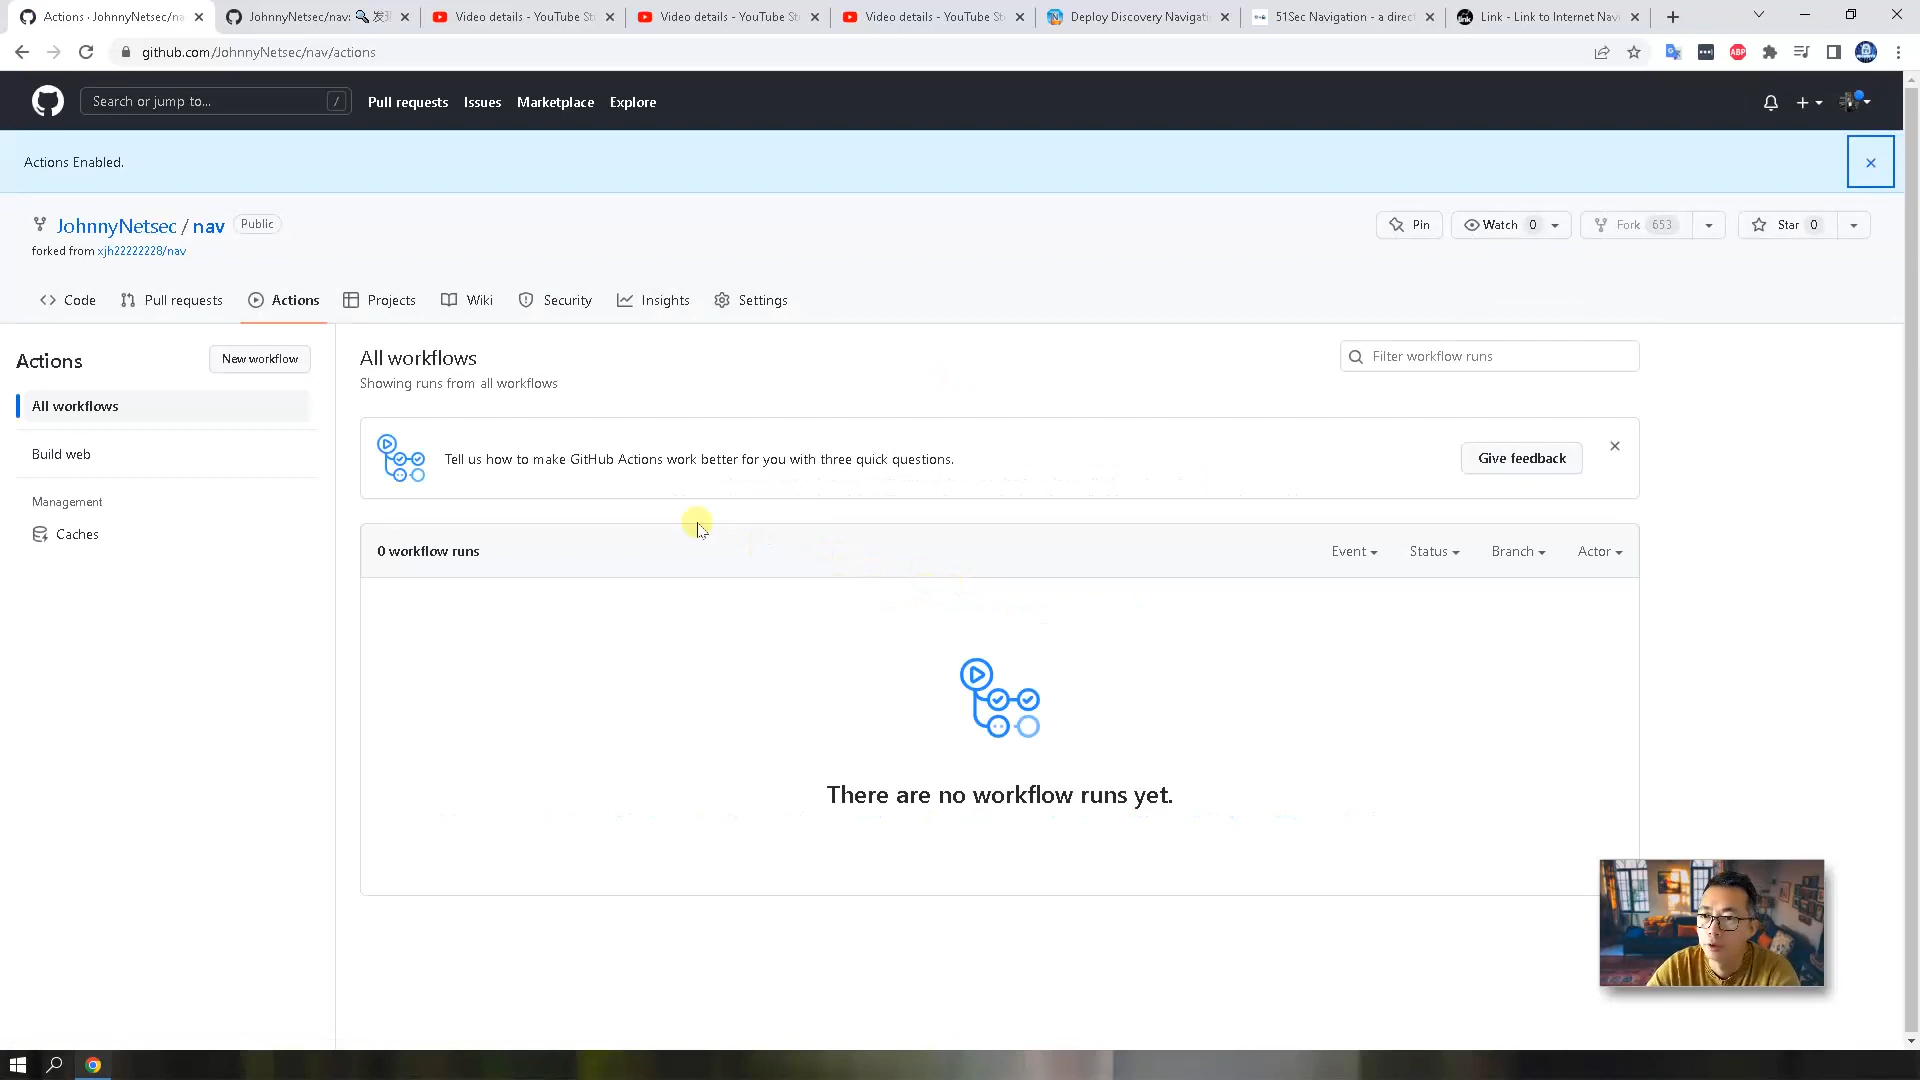 Actions · JohnnyNetsec/na
JohnnyNetsec/nav: 🔍 发现
Video details - YouTube St
Video details - YouTube St
Video details - YouTube St
Deploy Discovery Navigati
51Sec Navigation - a direct
Link - Link to Internet Nav
github.com/JohnnyNetsec/nav/actions
ABP
Search or jump to...
/
Pull requests
Issues
Marketplace
Explore
Actions Enabled.
JohnnyNetsec / nav
Public
Pin
Watch 0
Fork 653
Star 0
forked from xjh22222228/nav
Code
Pull requests
Actions
Projects
Wiki
Security
Insights
Settings
Actions
New workflow
All workflows
Build web
Management
Caches
All workflows
Showing runs from all workflows
Filter workflow runs
Tell us how to make GitHub Actions work better for you with three quick questions.
Give feedback
0 workflow runs
Event
Status
Branch
Actor
There are no workflow runs yet.